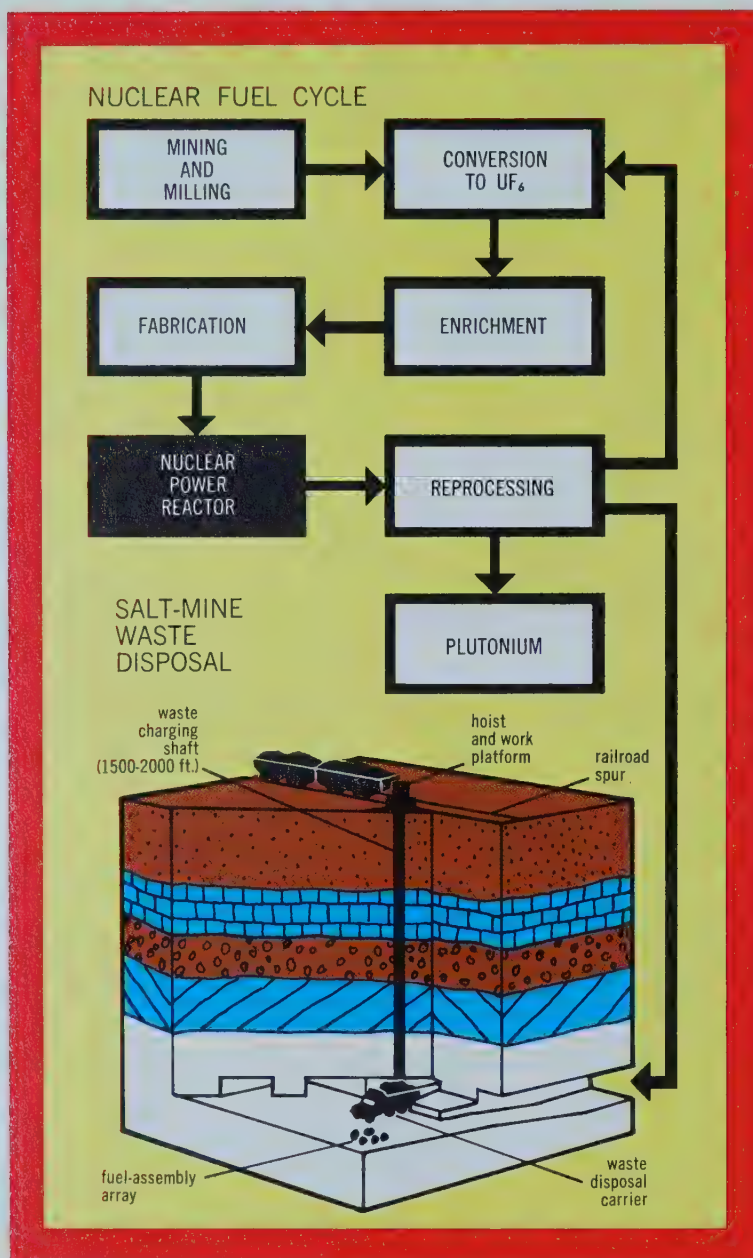 NUCLEAR FUEL CYCLE
MINING
AND
MILLING
CONVERSION
TO UF₆
FABRICATION
ENRICHMENT
NUCLEAR
POWER
REACTOR
REPROCESSING
PLUTONIUM
SALT-MINE
WASTE
DISPOSAL
waste
charging
shaft
(1500-2000 ft.)
hoist
and work
platform
railroad
spur
fuel-assembly
array
waste
disposal
carrier